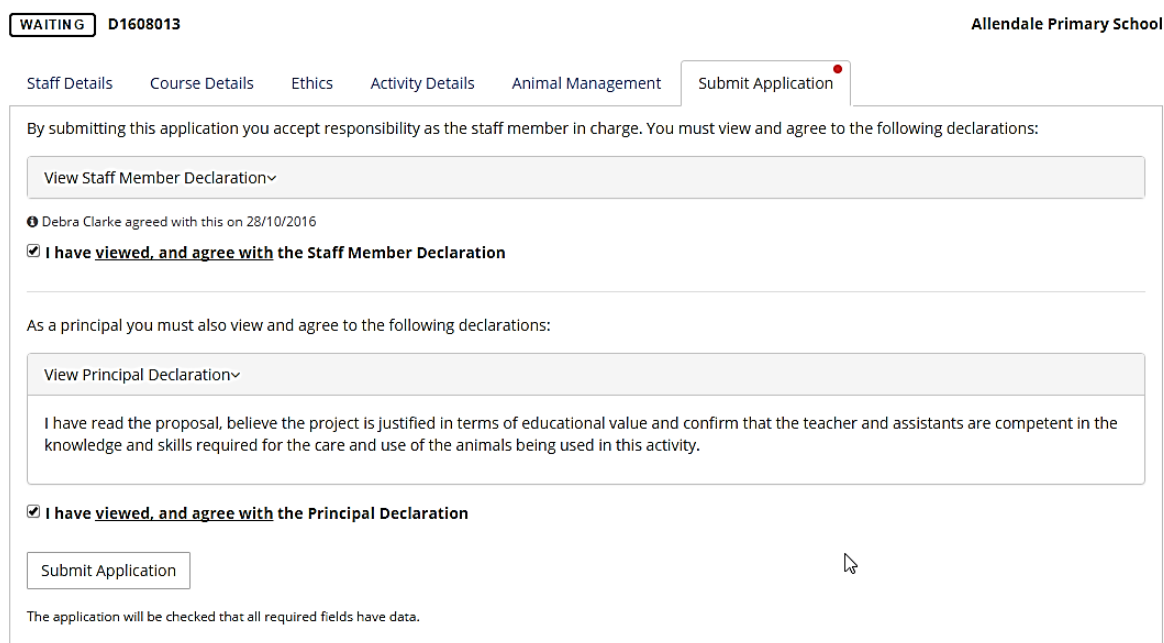 WAITING D1608013 Allendale Primary School
Staff Details Course Details Ethics Activity Details Animal Management Submit Application
By submitting this application you accept responsibility as the staff member in charge. You must view and agree to the following declarations:
View Staff Member Declaration
Debra Clarke agreed with this on 28/10/2016
I have viewed, and agree with the Staff Member Declaration
As a principal you must also view and agree to the following declarations:
View Principal Declaration
I have read the proposal, believe the project is justified in terms of educational value and confirm that the teacher and assistants are competent in the
knowledge and skills required for the care and use of the animals being used in this activity.
I have viewed, and agree with the Principal Declaration
Submit Application
The application will be checked that all required fields have data.